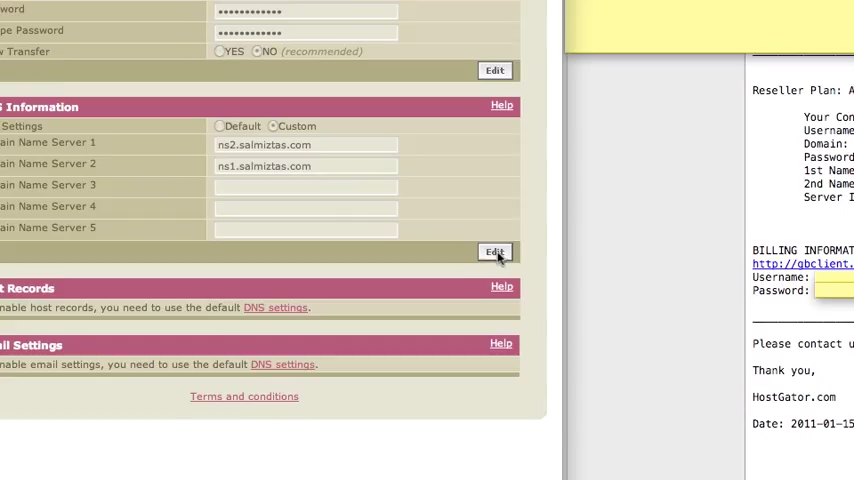 word
pe Password
w Transfer YES NO (recommended)
Edit
S Information Help
Settings Default Custom
ain Name Server 1 ns2.salmiztas.com
ain Name Server 2 ns1.salmiztas.com
ain Name Server 3
ain Name Server 4
ain Name Server 5
Edit
t Records Help
nable host records, you need to use the default DNS settings.
ail Settings Help
nable email settings, you need to use the default DNS settings.
Terms and conditions
Reseller Plan: A
Your Con
Username
Domain:
Password
1st Name
2nd Name
Server I
BILLING INFORMAT
http://gbclient.
Username:
Password:
Please contact u
Thank you,
HostGator.com
Date: 2011-01-15